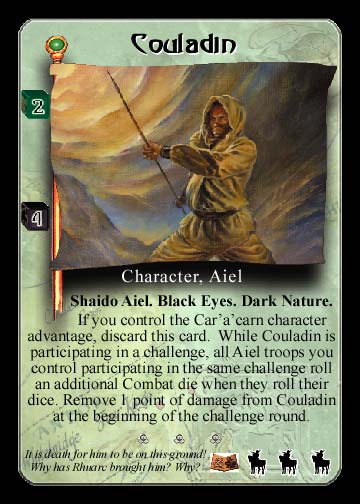 Couladin
2
4
Character, Aiel
Shaido Aiel. Black Eyes. Dark Nature.
If you control the Car'a'carn character
advantage, discard this card. While Couladin is
participating in a challenge, all Aiel troops you
control participating in the same challenge roll
an additional Combat die when they roll their
dice. Remove 1 point of damage from Couladin
at the beginning of the challenge round.
It is death for him to be on this ground!
Why has Rhuarc brought him? Why?